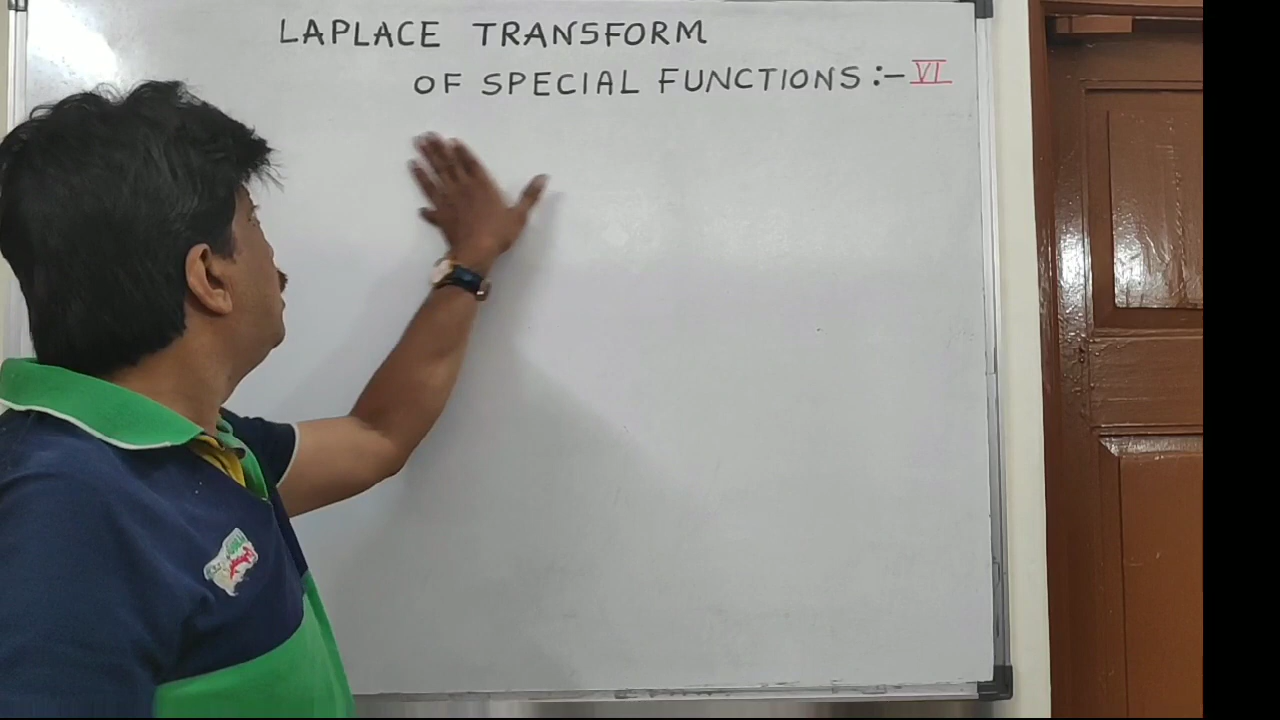 LAPLACE TRANSFORM
OF SPECIAL FUNCTIONS :- VI